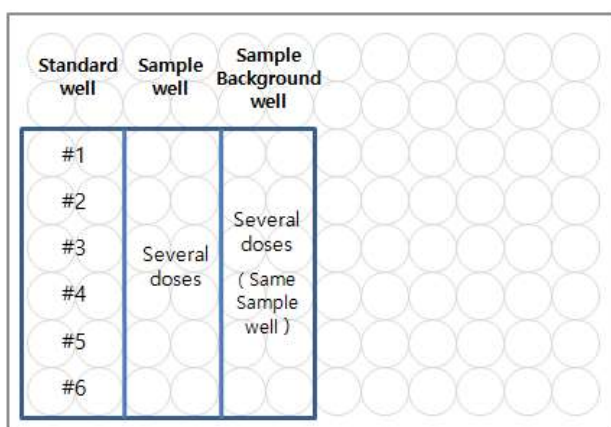 Standard
well
Sample
well
Sample
Background
well
#1
#2
#3
#4
#5
#6
Several
doses
Several
doses
( Same
Sample
well )